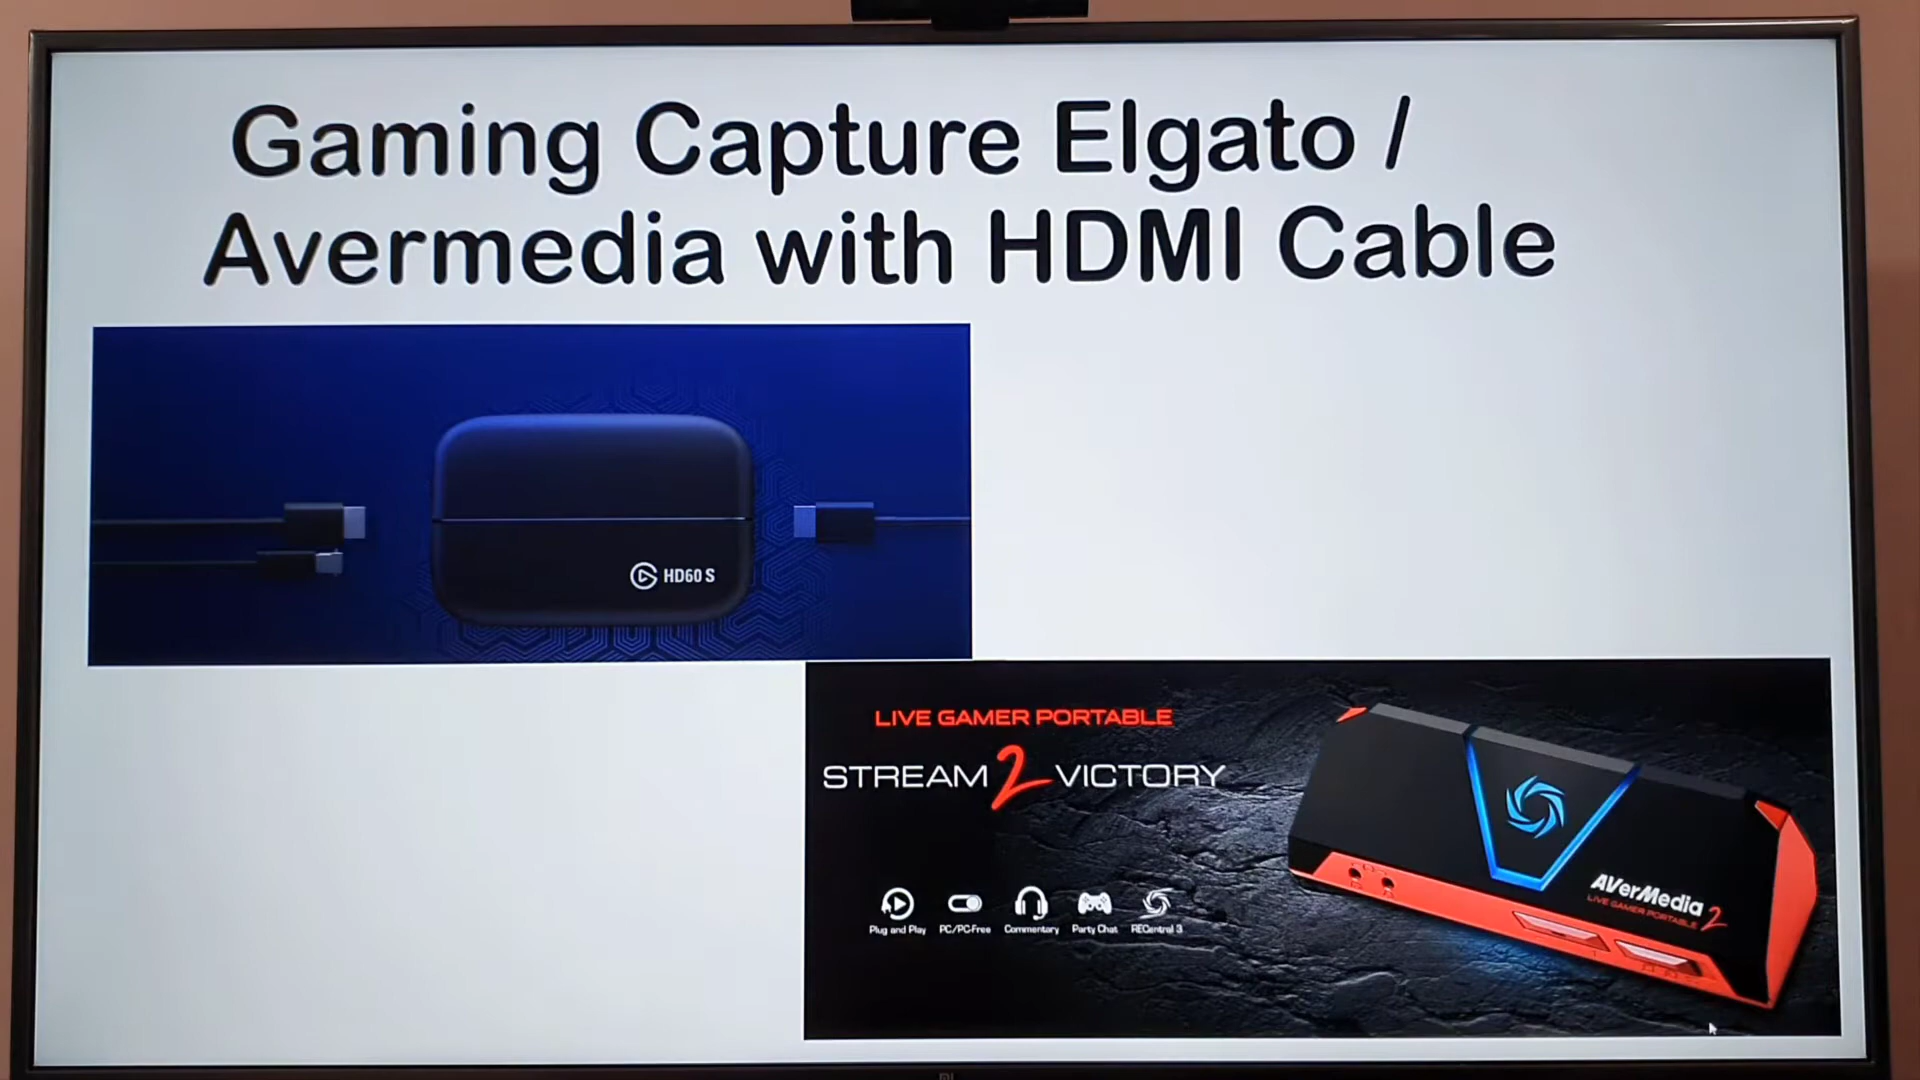 Gaming Capture Elgato /
Avermedia with HDMI Cable
HD60 S
LIVE GAMER PORTABLE
STREAM 2 VICTORY
Plug and Play PC/PC-Free Commentary Party Chat RECentral 3
AVerMedia
LIVE GAMER PORTABLE 2